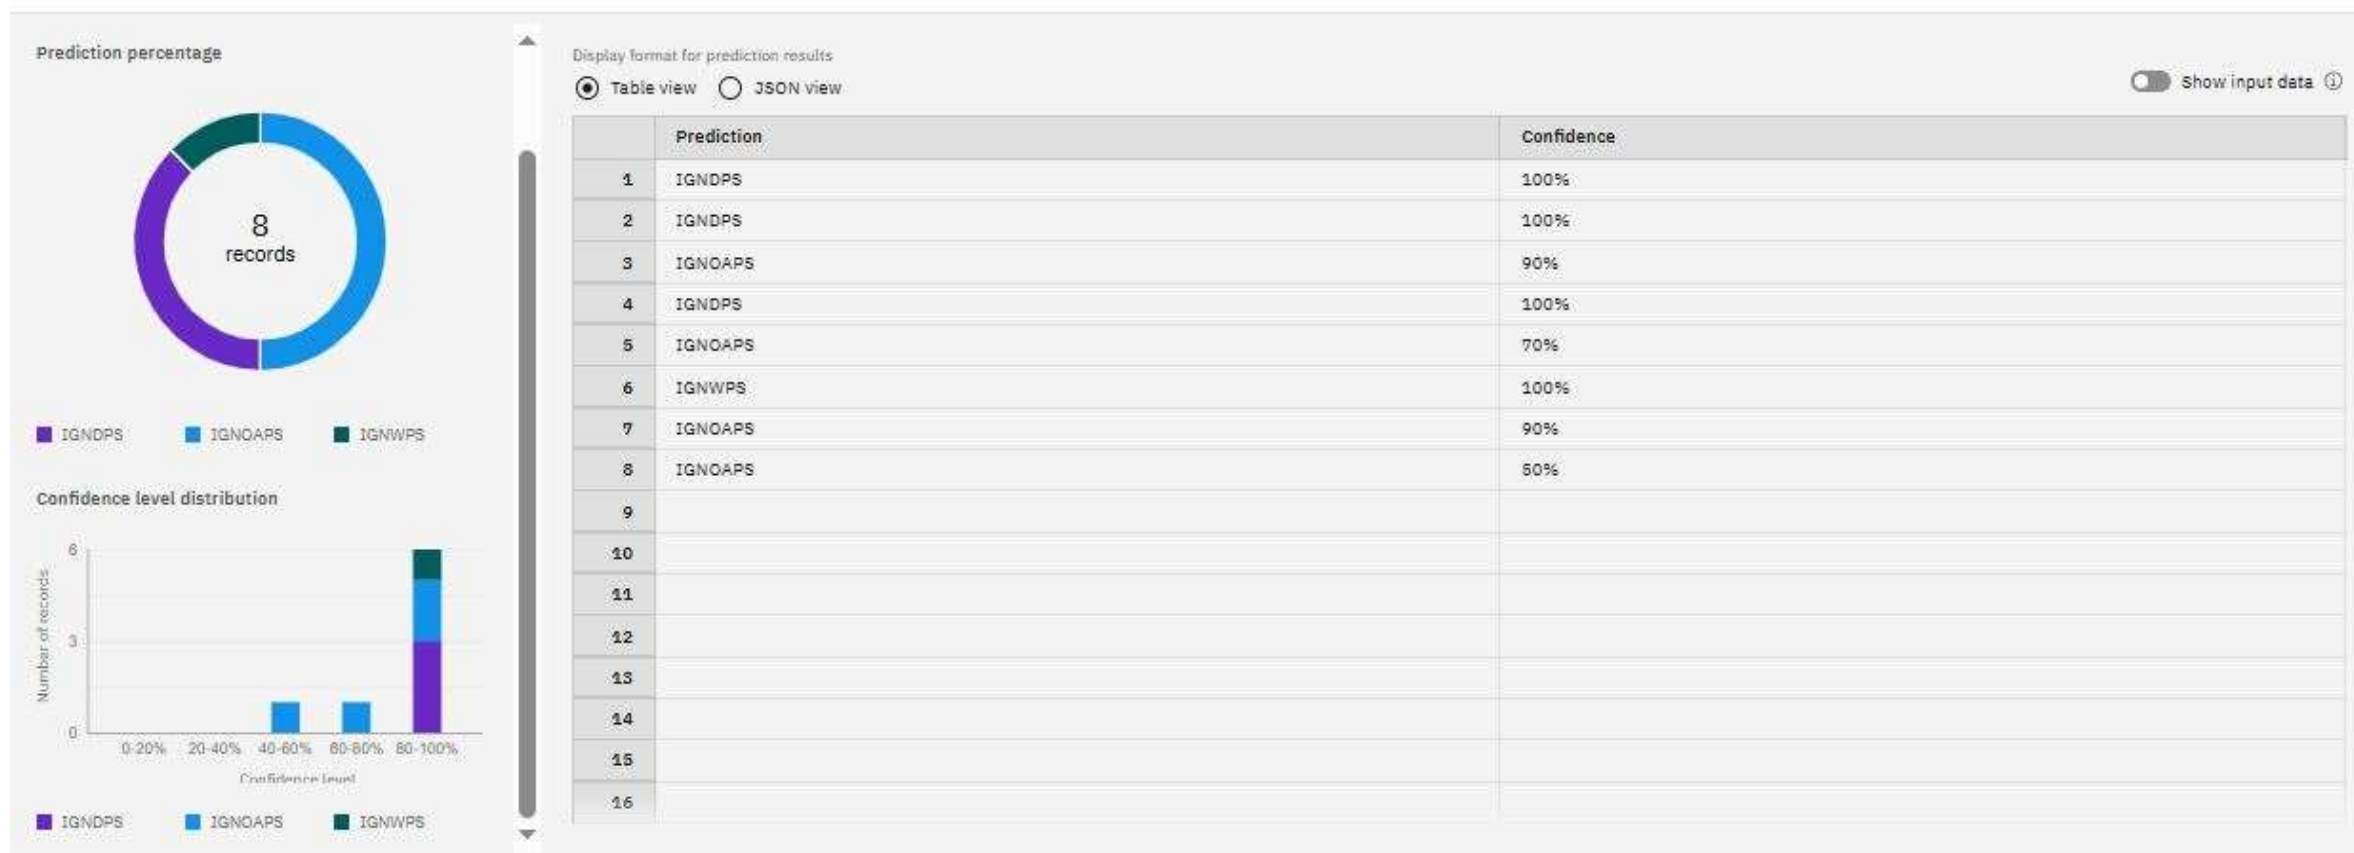 Prediction percentage
8
records
IGNDPS IGNOAPS IGNWPS
Confidence level distribution
Number of records
6
3
0
0-20% 20-40% 40-60% 60-80% 80-100%
Confidence level
IGNDPS IGNOAPS IGNWPS
Display format for prediction results
Table view JSON view
Show input data
Prediction Confidence
1 IGNDPS 100%
2 IGNDPS 100%
3 IGNOAPS 90%
4 IGNDPS 100%
5 IGNOAPS 70%
6 IGNWPS 100%
7 IGNOAPS 90%
8 IGNOAPS 50%
9
10
11
12
13
14
15
16